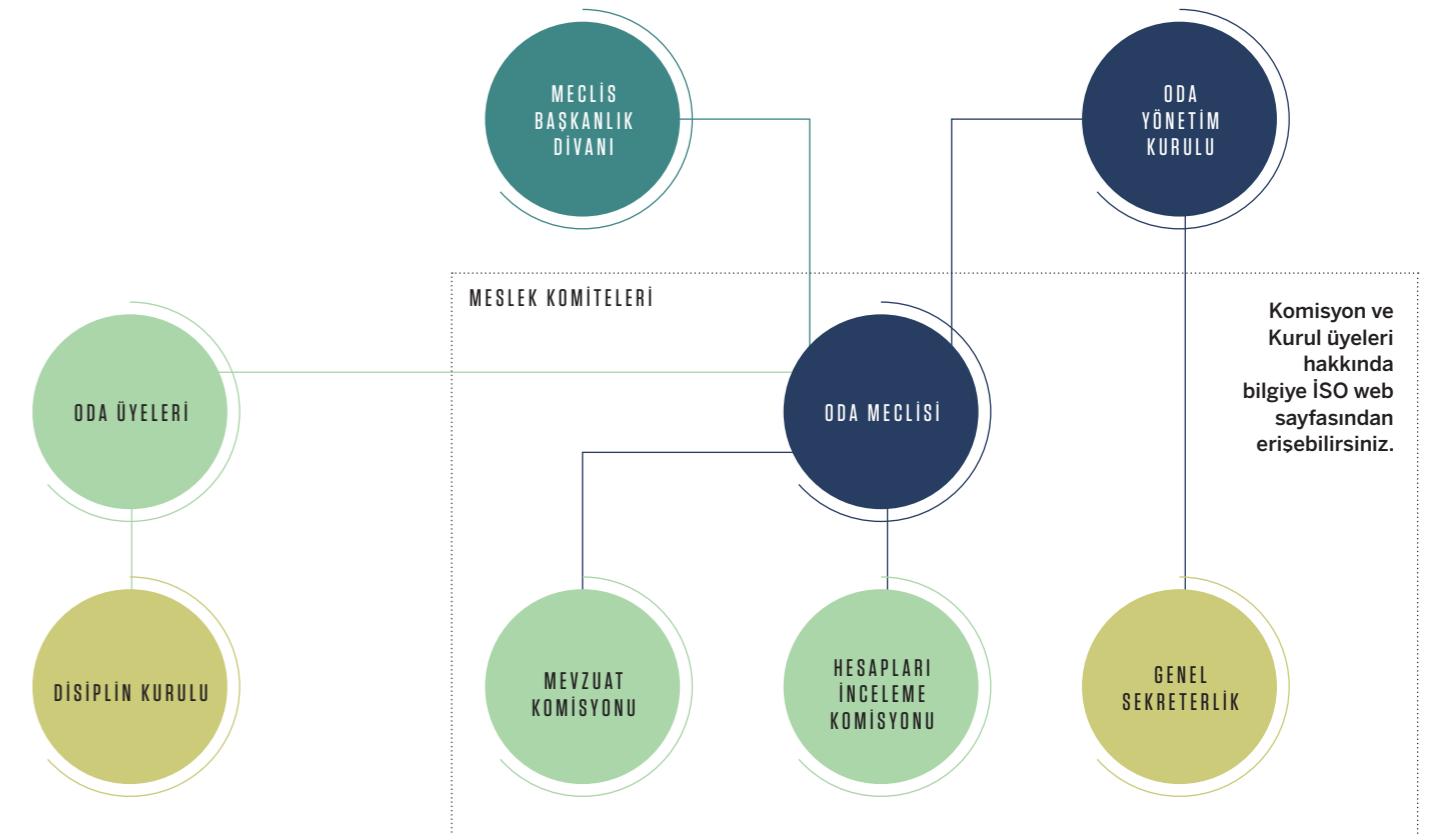 MECLİS
BAŞKANLIK
DİVANI
ODA
YÖNETİM
KURULU
MESLEK KOMİTELERİ
Komisyon ve
Kurul üyeleri
hakkında
bilgiye İSO web
sayfasından
erişebilirsiniz.
ODA ÜYELERİ
ODA MECLİSİ
DİSİPLİN KURULU
MEVZUAT
KOMİSYONU
HESAPLARI
İNCELEME
KOMİSYONU
GENEL
SEKRETERLİK